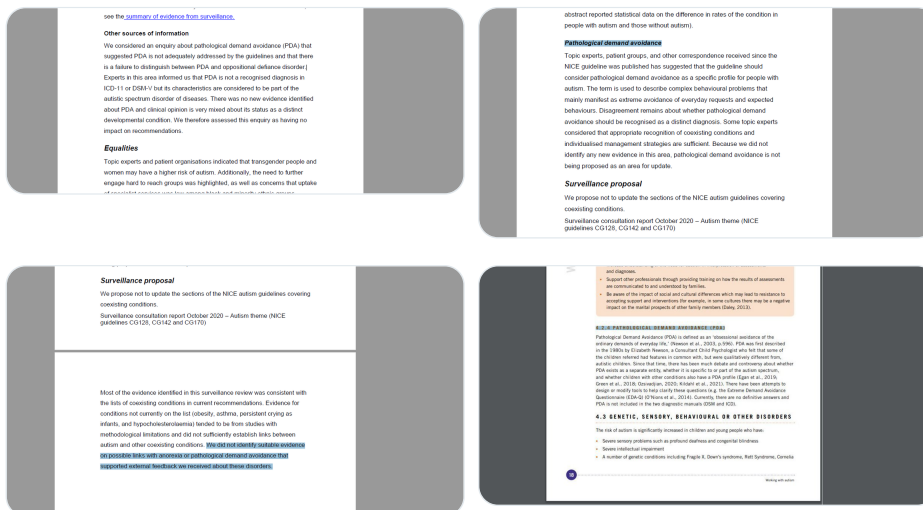 see the summary of evidence from surveillance.
Other sources of information
We considered an enquiry about pathological demand avoidance (PDA) that
suggested PDA is not adequately addressed by the guidelines and that there
is a failure to distinguish between PDA and oppositional defiance disorder.
Experts in this area informed us that PDA is not a recognised diagnosis in
ICD-11 or DSM-V but its characteristics are considered to be part of the
autistic spectrum disorder of diseases. There was no new evidence identified
about PDA and clinical opinion is very mixed about its status as a distinct
developmental condition. We therefore assessed this enquiry as having no
impact on recommendations.
Equalities
Topic experts and patient organisations indicated that transgender people and
women may have a higher risk of autism. Additionally, the need to further
engage hard to reach groups was highlighted, as well as concerns that uptake
abstract reported statistical data on the difference in rates of the condition in
people with autism and those without autism).
Pathological demand avoidance
Topic experts, patient groups, and other correspondence received since the
NICE guideline was published has suggested that the guideline should
consider pathological demand avoidance as a specific profile for people with
autism. The term is used to describe complex behavioural problems that
mainly manifest as extreme avoidance of everyday requests and expected
behaviours. Disagreement remains about whether pathological demand
avoidance should be recognised as a distinct diagnosis. Some topic experts
considered that appropriate recognition of coexisting conditions and
individualised management strategies are sufficient. Because we did not
identify any new evidence in this area, pathological demand avoidance is not
being proposed as an area for update.
Surveillance proposal
We propose not to update the sections of the NICE autism guidelines covering
coexisting conditions.
Surveillance consultation report October 2020 – Autism theme (NICE
guidelines CG128, CG142 and CG170)
Surveillance proposal
We propose not to update the sections of the NICE autism guidelines covering
coexisting conditions.
Surveillance consultation report October 2020 – Autism theme (NICE
guidelines CG128, CG142 and CG170)
Most of the evidence identified in this surveillance review was consistent with
the lists of coexisting conditions in current recommendations. Evidence for
conditions not currently on the list (obesity, asthma, persistent crying as
infants, and hypocholesterolaemia) tended to be from studies with
methodological limitations and did not sufficiently establish links between
autism and other coexisting conditions. We did not identify suitable evidence
on possible links with anorexia or pathological demand avoidance that
supported external feedback we received about these disorders.
and diagnoses.
• Support other professionals through providing training on how the results of assessments
are communicated to and understood by families.
• Be aware of the impact of social and cultural differences which may lead to resistance to
accepting support and interventions (for example, in some cultures there may be a negative
impact on the marital prospects of other family members (Daley, 2013).
4.2.4 PATHOLOGICAL DEMAND AVOIDANCE (PDA)
Pathological Demand Avoidance (PDA) is defined as an 'obsessional avoidance of the
ordinary demands of everyday life,' (Newson et al., 2003, p.595). PDA was first described
in the 1980s by Elizabeth Newson, a Consultant Child Psychologist who felt that some of
the children referred had features in common with, but were qualitatively different from,
autistic children. Since that time, there has been much debate and controversy about whether
PDA exists as a separate entity, whether it is specific to or part of the autism spectrum,
and whether children with other conditions also have a PDA profile (Egan et al., 2019;
Green et al., 2018; Ozsivadjian, 2020; Kildahl et al., 2021). There have been attempts to
design or modify tools to help clarify these questions (e.g. the Extreme Demand Avoidance
Questionnaire (EDA-Q) (O'Nions et al., 2014). Currently, there are no definitive answers and
PDA is not included in the two diagnostic manuals (DSM and ICD).
4.3 GENETIC, SENSORY, BEHAVIOURAL OR OTHER DISORDERS
The risk of autism is significantly increased in children and young people who have:
• Severe sensory problems such as profound deafness and congenital blindness
• Severe intellectual impairment
• A number of genetic conditions including Fragile X, Down's syndrome, Rett Syndrome, Cornelia
Working with autism